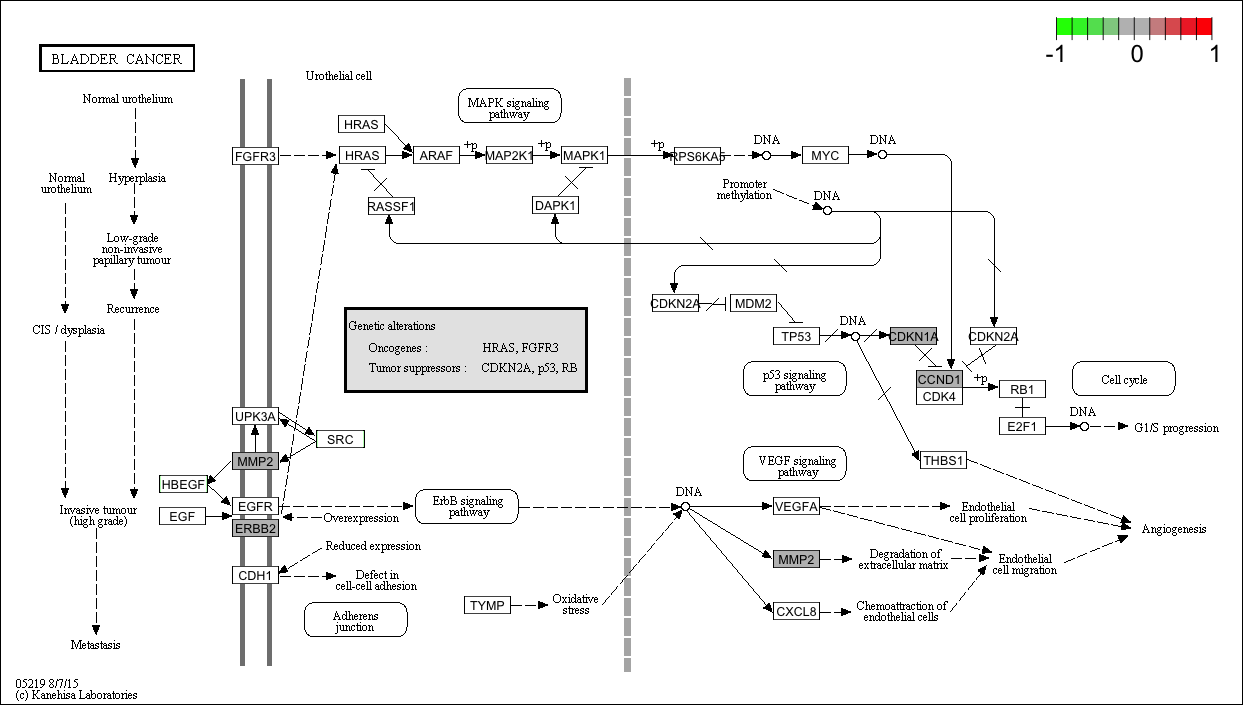 -1 0 1
BLADDER CANCER
Urothelial cell
Normal urothelium
MAPK signaling
pathway
HRAS
DNA
DNA
FGFR3
HRAS
ARAF
+p
MAP2K1
+p
MAPK1
+p
RPS6KA5
MYC
Normal
urothelium
Hyperplasia
Promoter
methylation
DNA
RASSF1
DAPK1
Low-grade
non-invasive
papillary tumour
Recurrence
CDKN2A
MDM2
CIS / dysplasia
Genetic alterations
Oncogenes : HRAS, FGFR3
Tumor suppressors : CDKN2A, p53, RB
TP53
DNA
CDKN1A
CDKN2A
p53 signaling
pathway
CCND1
CDK4
+p
RB1
Cell cycle
UPK3A
SRC
E2F1
DNA
G1/S progression
MMP2
VEGF signaling
pathway
THBS1
HBEGF
EGFR
EGF
ERBB2
Overexpression
ErbB signaling
pathway
DNA
VEGFA
Endothelial
cell proliferation
Angiogenesis
Invasive tumour
(high grade)
Reduced expression
CDH1
Defect in
cell-cell adhesion
MMP2
Degradation of
extracellular matrix
Endothelial
cell migration
TYMP
Oxidative
stress
CXCL8
Chemoattraction of
endothelial cells
Adherens
junction
Metastasis
05219 8/7/15
(c) Kanehisa Laboratories